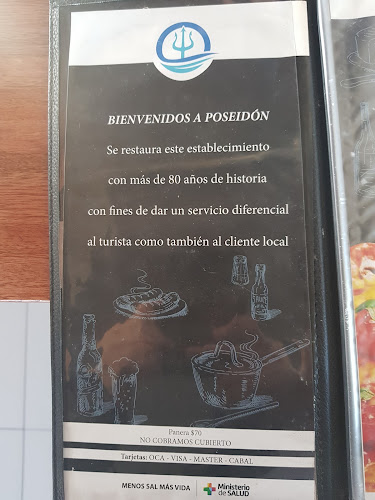 BIENVENIDOS A POSEIDÓN
Se restaura este establecimiento
con más de 80 años de historia
con fines de dar un servicio diferencial
al turista como también al cliente local
Panera $70
NO COBRAMOS CUBIERTO
Tarjetas: OCA - VISA - MASTER - CABAL
MENOS SAL MÁS VIDA
Ministerio
de SALUD